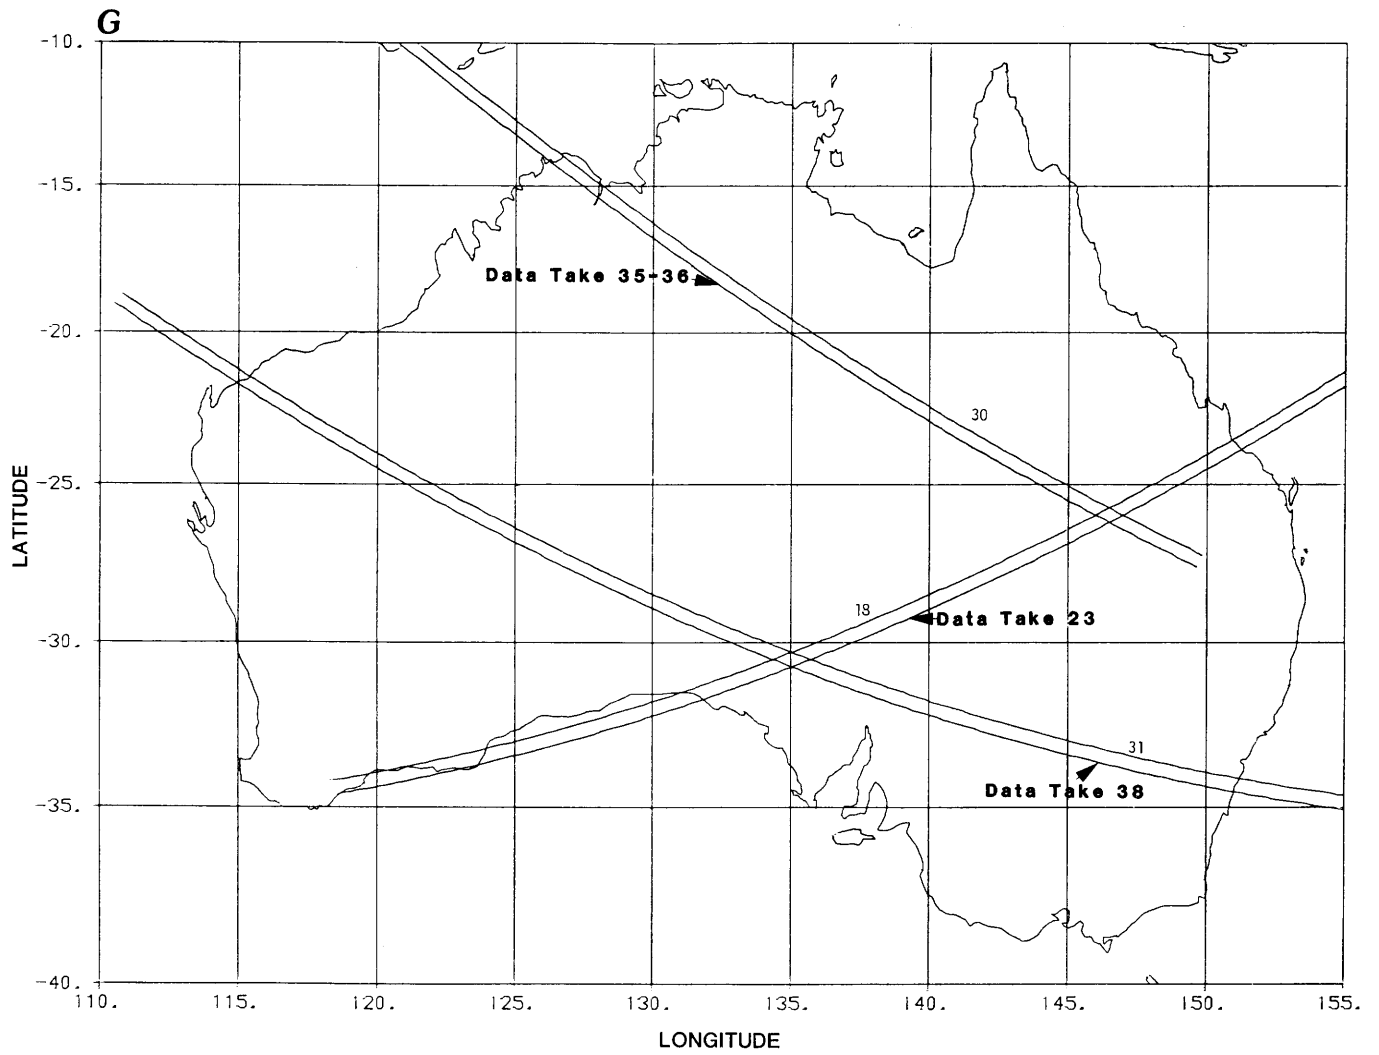 G
-10.
-15.
Data Take 35-36
-20.
30
-25.
LATITUDE
18
Data Take 23
-30.
31
Data Take 38
-35.
-40.
110. 115. 120. 125. 130. 135. 140. 145. 150. 155.
LONGITUDE